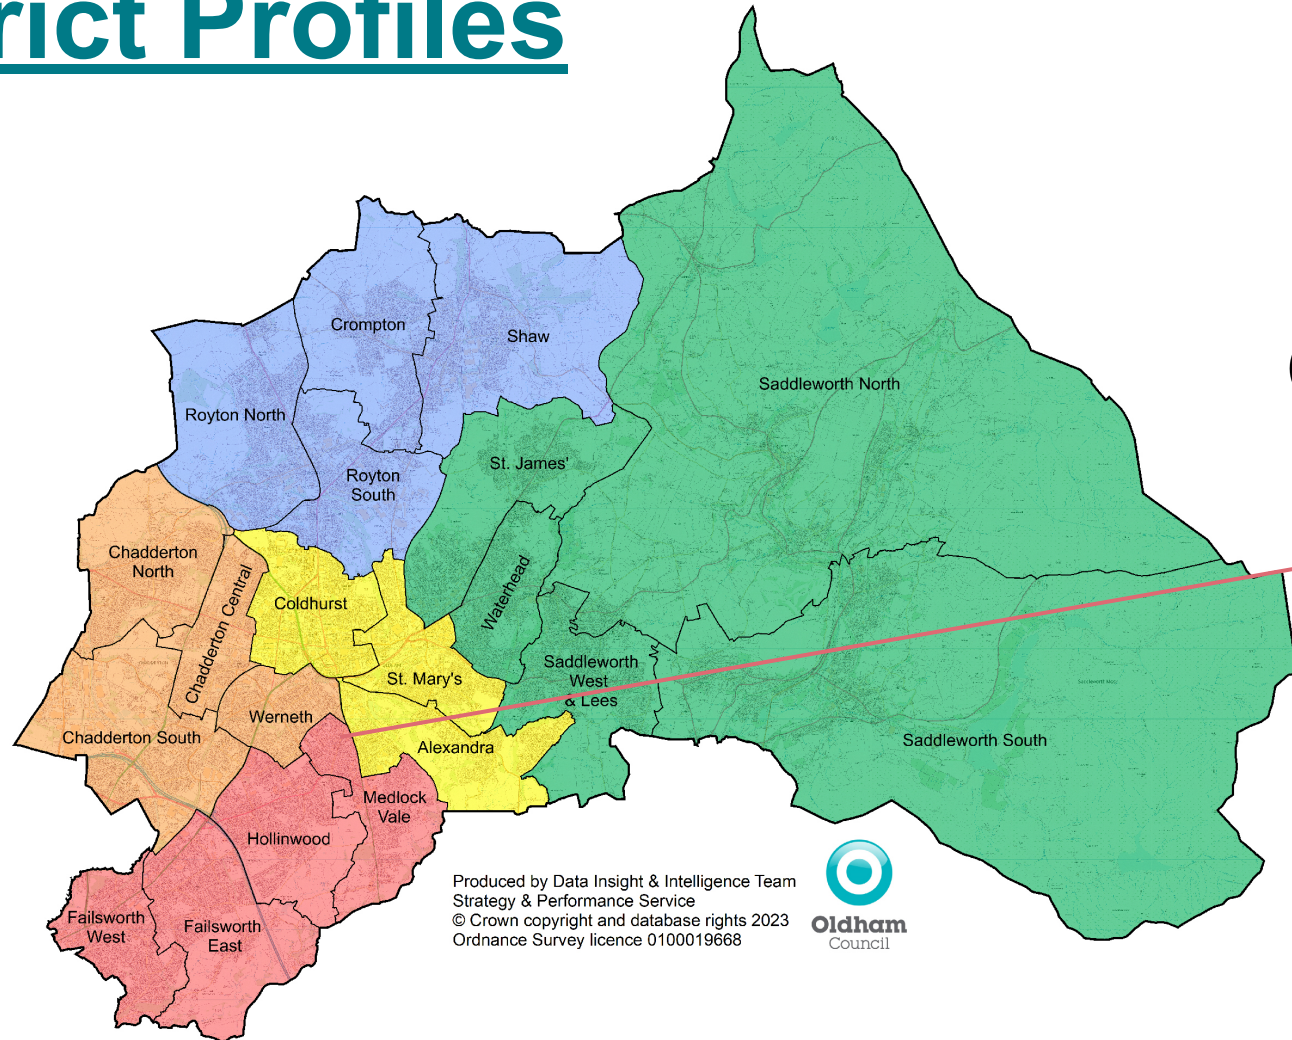 rict Profiles
Crompton
Shaw
Saddleworth North
Royton North
St. James'
Royton
South
Chadderton
North
Chadderton Central
Coldhurst
Waterhead
Saddleworth
West
& Lees
St. Mary's
Werneth
Chadderton South
Alexandra
Saddleworth South
Medlock
Vale
Hollinwood
Failsworth
West
Failsworth
East
Produced by Data Insight & Intelligence Team
Strategy & Performance Service
© Crown copyright and database rights 2023
Ordnance Survey licence 0100019668
Oldham
Council